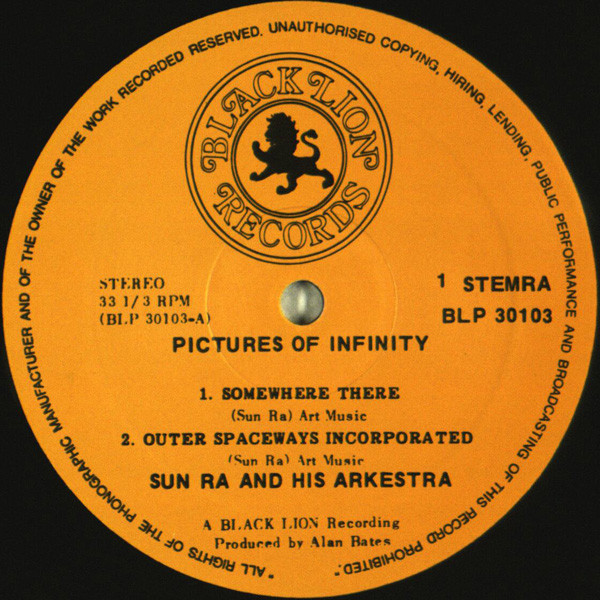 "ALL RIGHTS OF THE PHONOGRAPHIC MANUFACTURER AND OF THE OWNER OF THE WORK RECORDED RESERVED. UNAUTHORISED COPYING, HIRING, LENDING, PUBLIC PERFORMANCE AND BROADCASTING OF THIS RECORD PROHIBITED."
BLACK LION
RECORDS
STEREO
33 1/3 RPM
(BLP 30103-A)
1 STEMRA
BLP 30103
PICTURES OF INFINITY
1. SOMEWHERE THERE
(Sun Ra) Art Music
2. OUTER SPACEWAYS INCORPORATED
(Sun Ra) Art Music
SUN RA AND HIS ARKESTRA
A BLACK LION Recording
Produced by Alan Bates